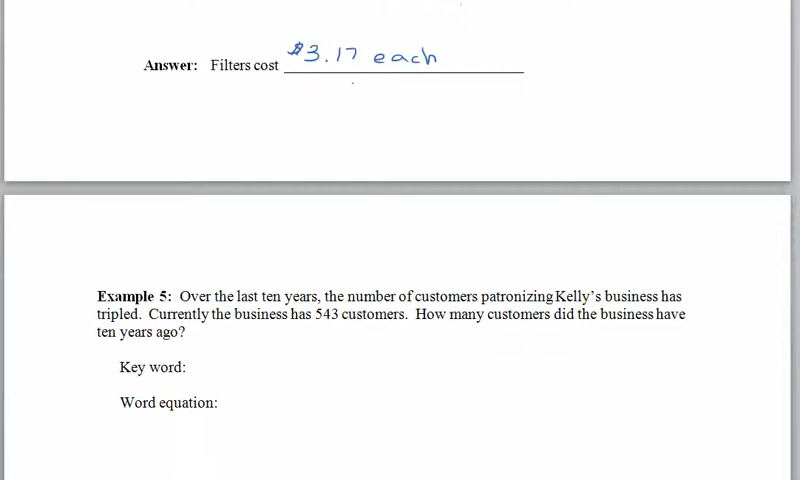 Answer: Filters cost $3.17 each
Example 5: Over the last ten years, the number of customers patronizing Kelly's business has
tripled. Currently the business has 543 customers. How many customers did the business have
ten years ago?
Key word:
Word equation: